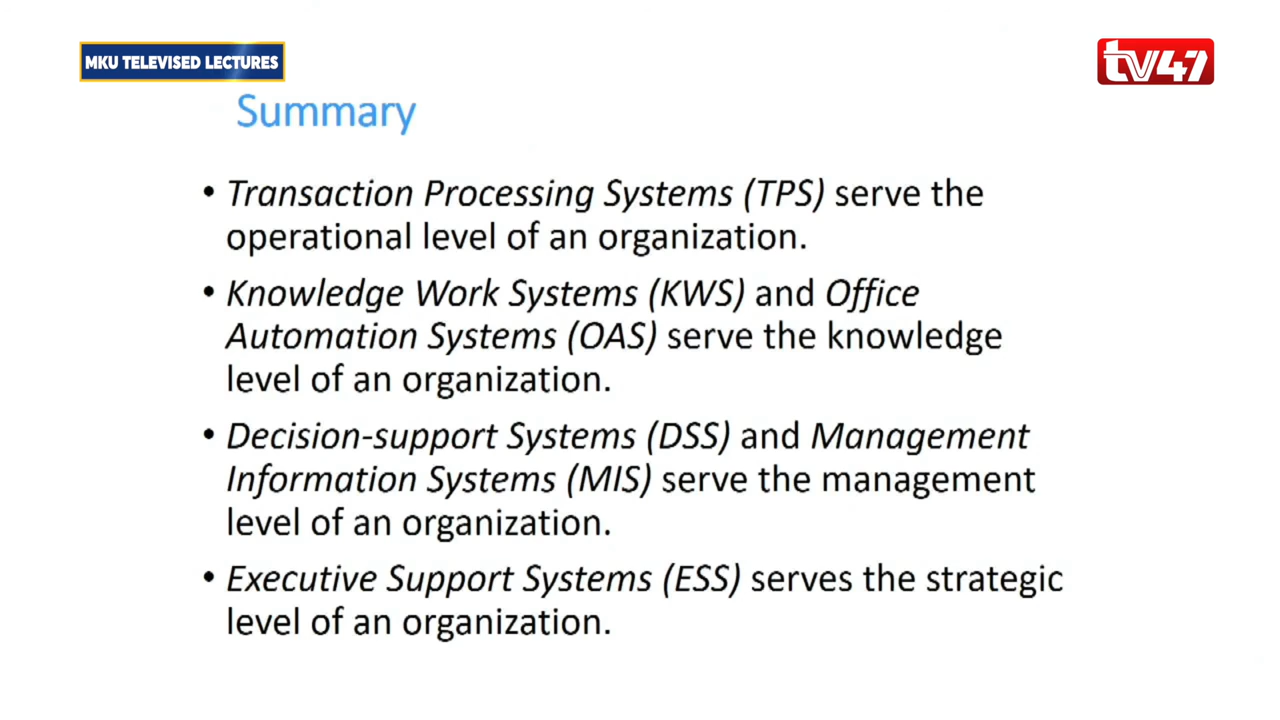 MKU TELEVISED LECTURES
tv47
Summary
• Transaction Processing Systems (TPS) serve the
operational level of an organization.
• Knowledge Work Systems (KWS) and Office
Automation Systems (OAS) serve the knowledge
level of an organization.
• Decision-support Systems (DSS) and Management
Information Systems (MIS) serve the management
level of an organization.
• Executive Support Systems (ESS) serves the strategic
level of an organization.